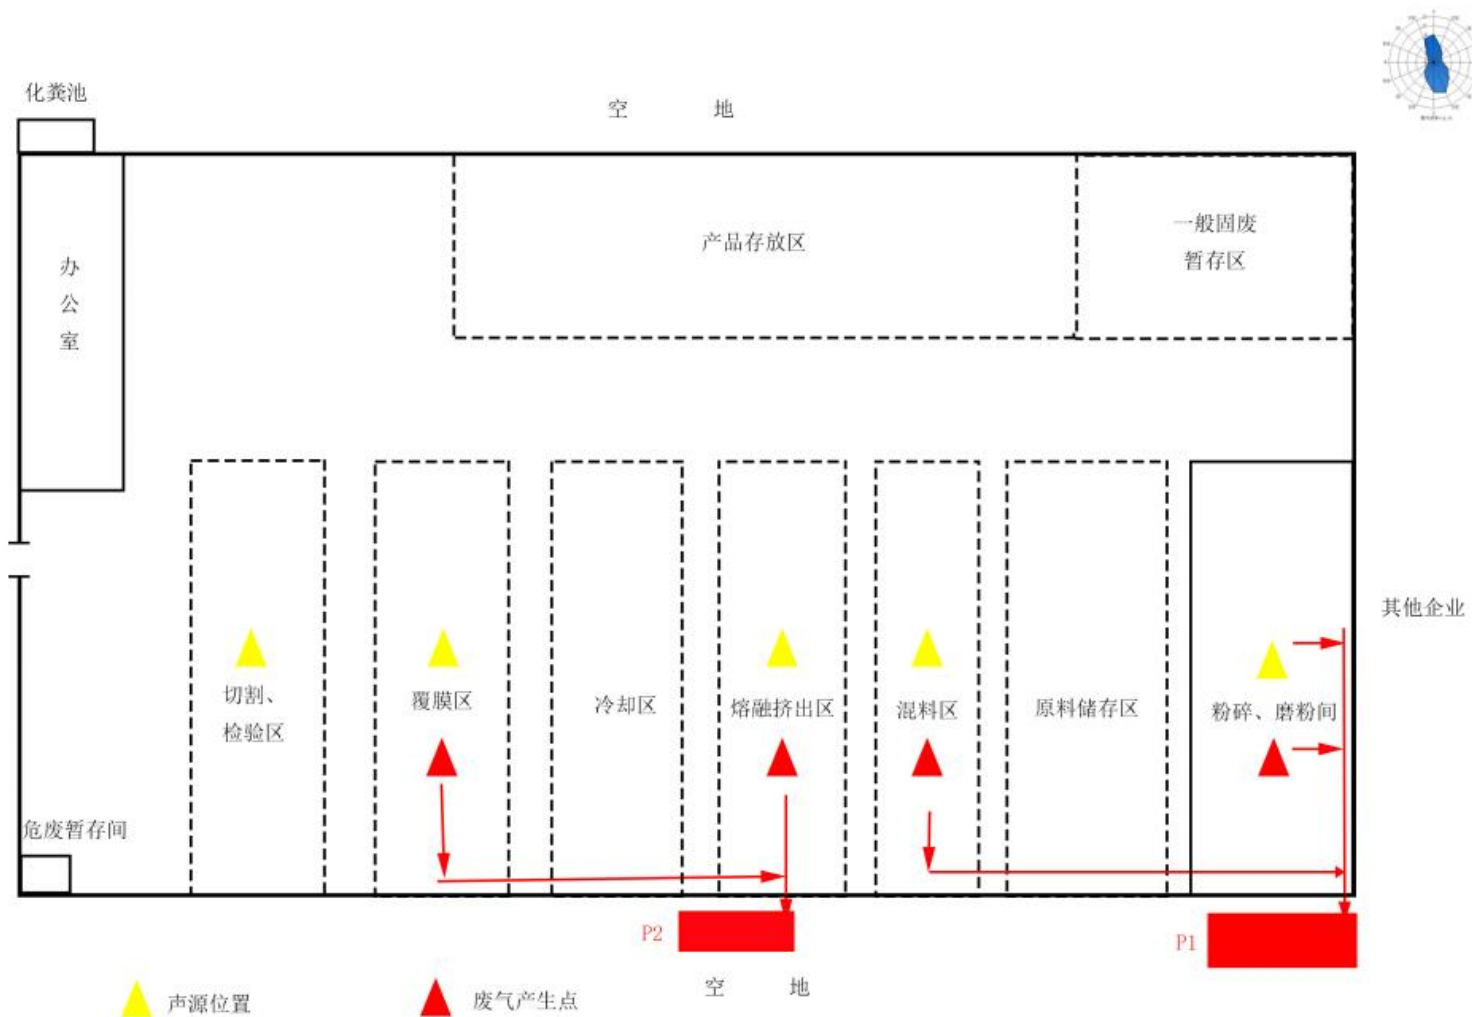 化粪池
空 地
产品存放区
一般固废
暂存区
办
公
室
其他企业
切割、
检验区
覆膜区
冷却区
熔融挤出区
混料区
原料储存区
粉碎、磨粉间
危废暂存间
P2
P1
空 地
声源位置
废气产生点